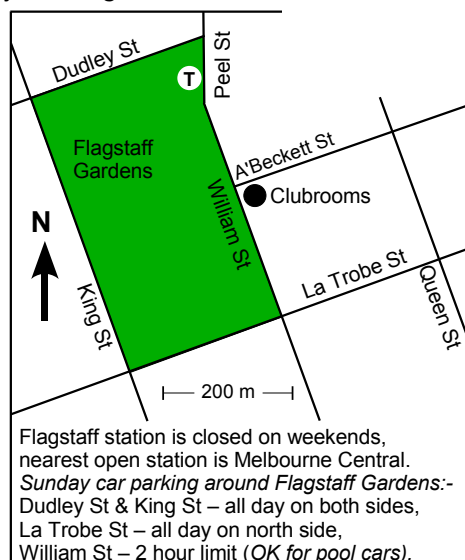 Dudley St
Peel St
T
Flagstaff
Gardens
A'Beckett St
William St
Clubrooms
N
King St
La Trobe St
Queen St
200 m
Flagstaff station is closed on weekends,
nearest open station is Melbourne Central.
Sunday car parking around Flagstaff Gardens:-
Dudley St & King St – all day on both sides,
La Trobe St – all day on north side,
William St – 2 hour limit (OK for pool cars).